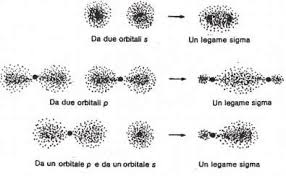 Da due orbitali s
Un legame sigma
Da due orbitali p
Un legame sigma
Da un orbitale p e da un orbitale s
Un legame sigma